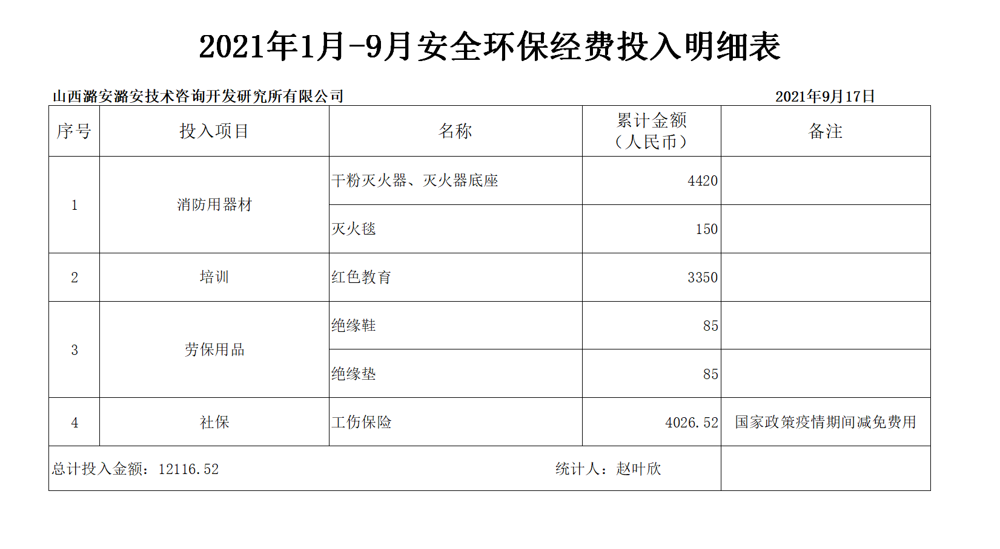 2021年1月-9月安全环保经费投入明细表
山西潞安潞安技术咨询开发研究所有限公司 2021年9月17日
序号 投入项目 名称 累计金额 备注
（人民币）
1 消防用器材 干粉灭火器、灭火器底座 4420
灭火毯 150
2 培训 红色教育 3350
3 劳保用品 绝缘鞋 85
绝缘垫 85
4 社保 工伤保险 4026.52 国家政策疫情期间减免费用
总计投入金额：12116.52 统计人：赵叶欣